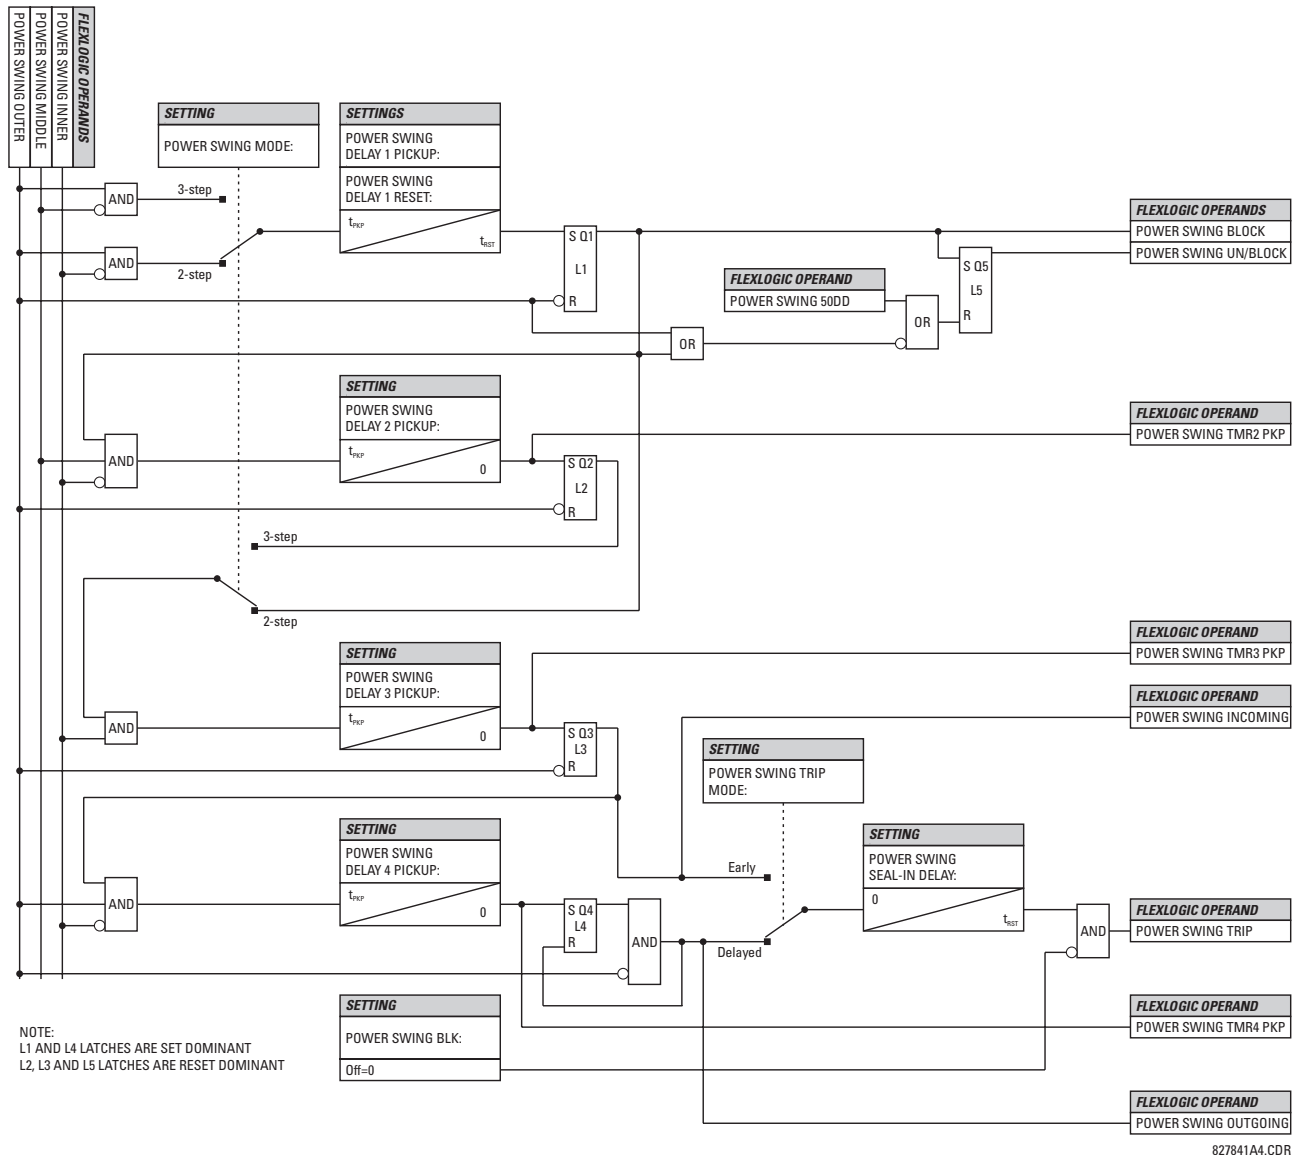 FLEXLOGIC OPERANDS
POWER SWING INNER
POWER SWING MIDDLE
POWER SWING OUTER
SETTING
POWER SWING MODE:
SETTINGS
POWER SWING
DELAY 1 PICKUP:
POWER SWING
DELAY 1 RESET:
tPKP
tRST
AND
3-step
AND
2-step
S Q1
L1
R
FLEXLOGIC OPERANDS
POWER SWING BLOCK
POWER SWING UN/BLOCK
FLEXLOGIC OPERAND
POWER SWING 50DD
S Q5
L5
R
OR
OR
SETTING
POWER SWING
DELAY 2 PICKUP:
tPKP
0
AND
S Q2
L2
R
FLEXLOGIC OPERAND
POWER SWING TMR2 PKP
3-step
2-step
SETTING
POWER SWING
DELAY 3 PICKUP:
tPKP
0
AND
S Q3
L3
R
FLEXLOGIC OPERAND
POWER SWING TMR3 PKP
FLEXLOGIC OPERAND
POWER SWING INCOMING
SETTING
POWER SWING TRIP
MODE:
SETTING
POWER SWING
DELAY 4 PICKUP:
tPKP
0
AND
S Q4
L4
R
AND
Early
Delayed
SETTING
POWER SWING
SEAL-IN DELAY:
0
tRST
AND
FLEXLOGIC OPERAND
POWER SWING TRIP
SETTING
POWER SWING BLK:
Off=0
FLEXLOGIC OPERAND
POWER SWING TMR4 PKP
FLEXLOGIC OPERAND
POWER SWING OUTGOING
NOTE:
L1 AND L4 LATCHES ARE SET DOMINANT
L2, L3 AND L5 LATCHES ARE RESET DOMINANT
827841A4.CDR